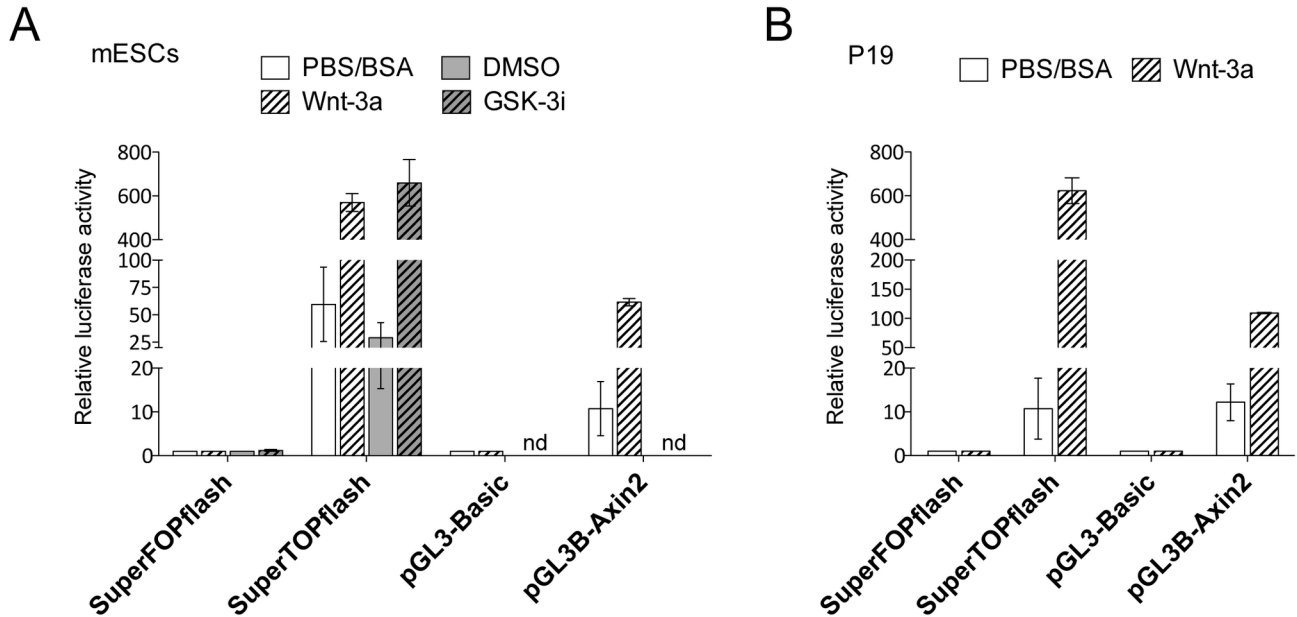 A
mESCs
PBS/BSA
DMSO
Wnt-3a
GSK-3i
Relative luciferase activity
800
600
400
100
75
50
25
20
10
0
nd
nd
SuperFOPflash
SuperTOPflash
pGL3-Basic
pGL3B-Axin2
B
P19
PBS/BSA
Wnt-3a
Relative luciferase activity
800
600
400
200
150
100
50
20
10
0
SuperFOPflash
SuperTOPflash
pGL3-Basic
pGL3B-Axin2